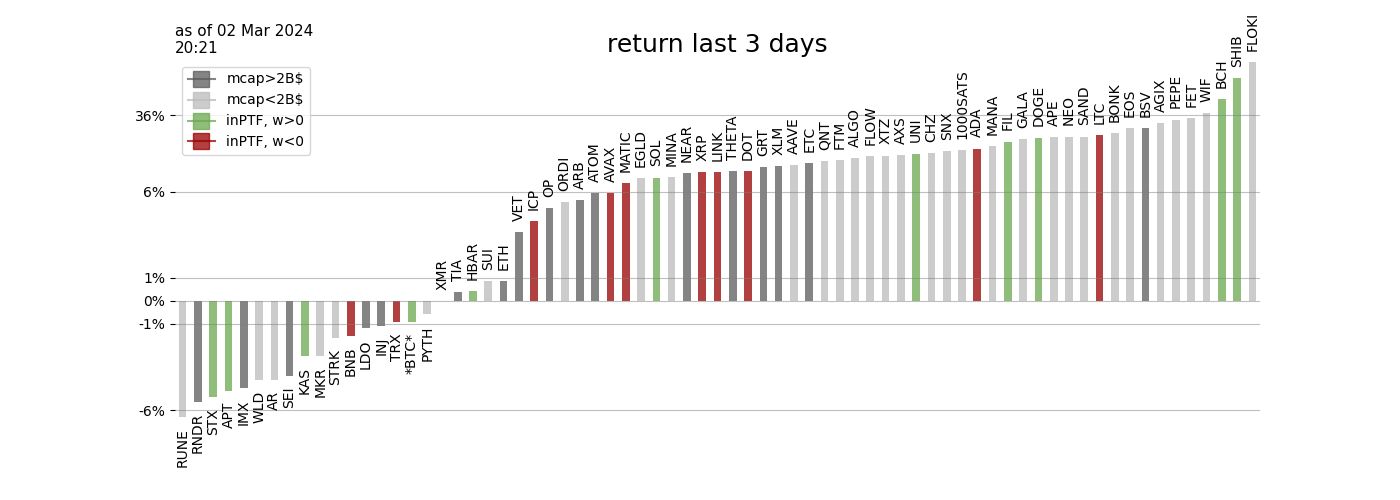 as of 02 Mar 2024
20:21
return last 3 days
mcap>2B$
mcap<2B$
inPTF, w>0
inPTF, w<0
36%
6%
1%
0%
-1%
-6%
RUNE
RNDR
STX
APT
IMX
WLD
AR
SEI
KAS
MKR
STRK
BNB
LDO
INJ
TRX
*BTC*
PYTH
XMR
TIA
HBAR
SUI
ETH
VET
ICP
OP
ORDI
ARB
ATOM
AVAX
MATIC
EGLD
SOL
MINA
NEAR
XRP
LINK
THETA
DOT
GRT
XLM
AAVE
ETC
QNT
FTM
ALGO
FLOW
XTZ
AXS
UNI
CHZ
SNX
1000SATS
ADA
MANA
FIL
GALA
DOGE
APE
NEO
SAND
LTC
BONK
EOS
BSV
AGIX
PEPE
FET
WIF
BCH
SHIB
FLOKI